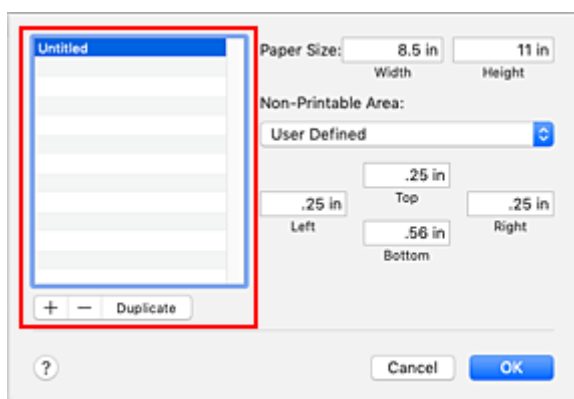 Untitled
Paper Size: 8.5 in 11 in
Width Height
Non-Printable Area:
User Defined
.25 in
Top
.25 in .25 in
Left Right
.56 in
Bottom
+ − Duplicate
? Cancel OK